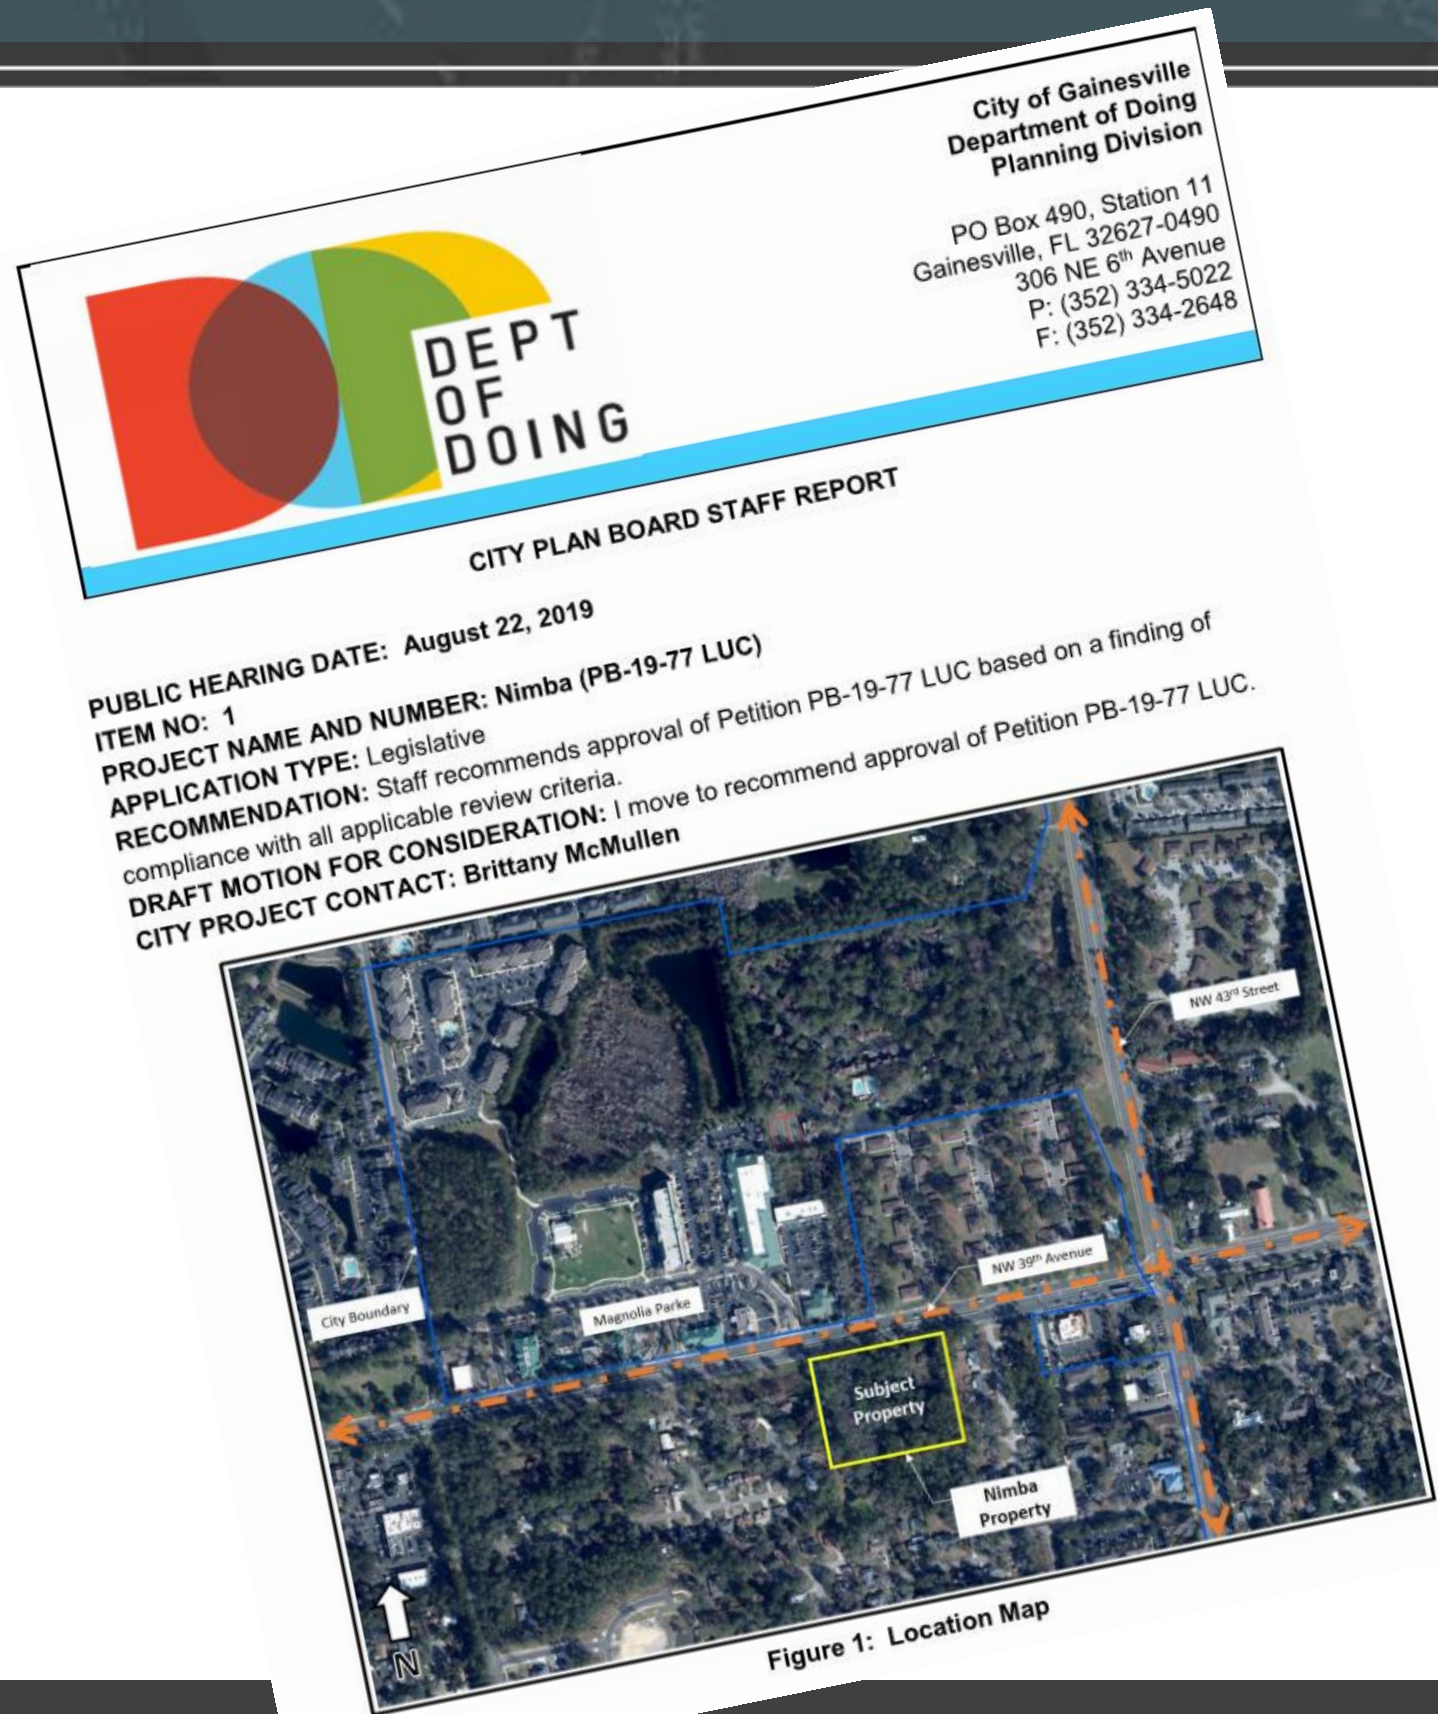 City of Gainesville
Department of Doing
Planning Division
PO Box 490, Station 11
Gainesville, FL 32627-0490
306 NE 6th Avenue
P: (352) 334-5022
F: (352) 334-2648
DEPT
OF
DOING
CITY PLAN BOARD STAFF REPORT
PUBLIC HEARING DATE: August 22, 2019
ITEM NO: 1
PROJECT NAME AND NUMBER: Nimba (PB-19-77 LUC)
APPLICATION TYPE: Legislative
RECOMMENDATION: Staff recommends approval of Petition PB-19-77 LUC based on a finding of
compliance with all applicable review criteria.
DRAFT MOTION FOR CONSIDERATION: I move to recommend approval of Petition PB-19-77 LUC.
CITY PROJECT CONTACT: Brittany McMullen
NW 43rd Street
NW 39th Avenue
City Boundary
Magnolia Parke
Subject
Property
Nimba
Property
N
Figure 1: Location Map